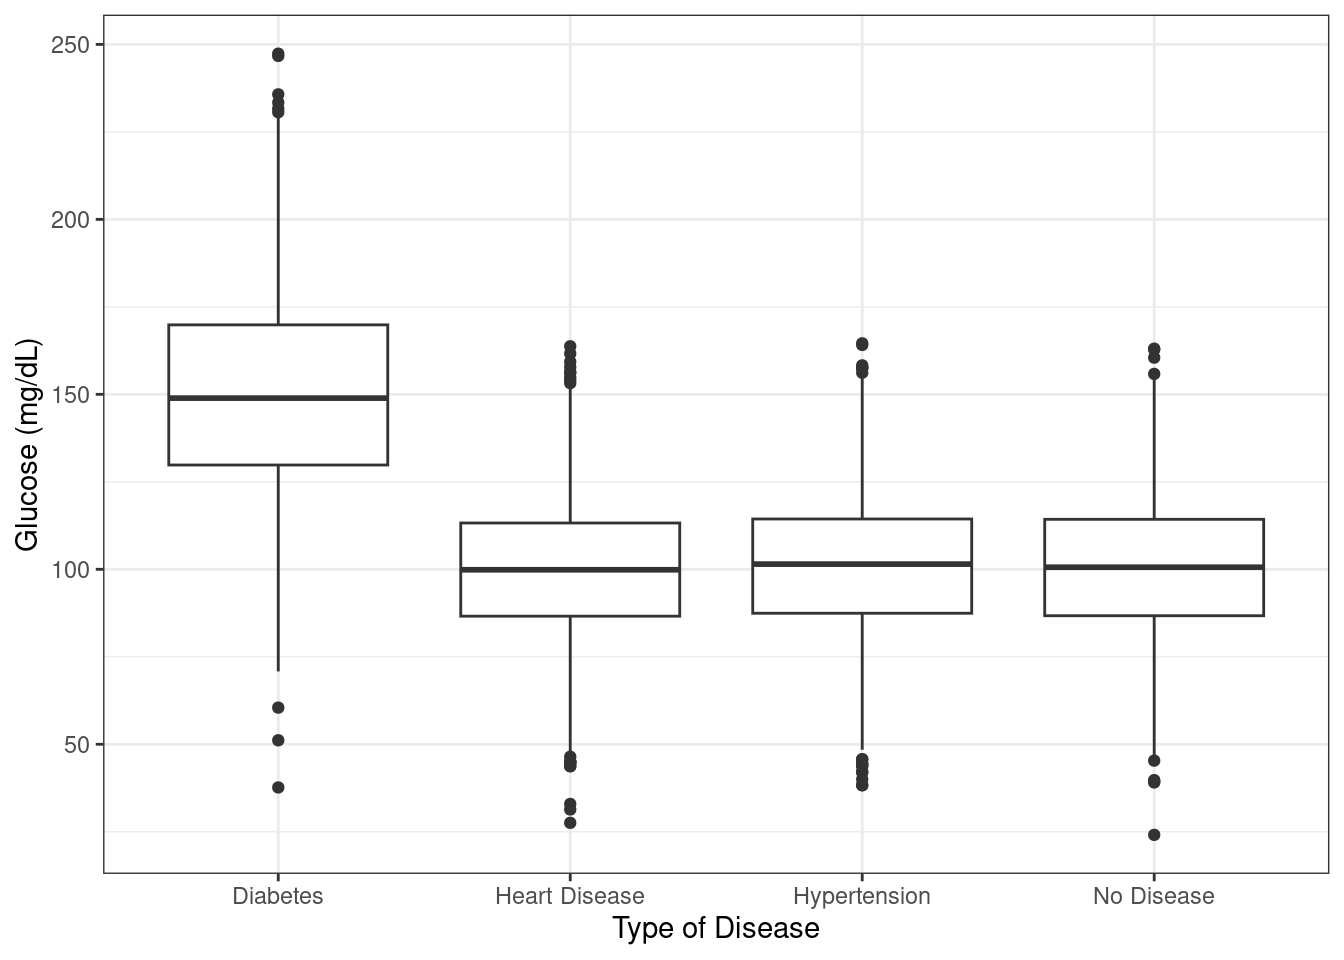 Glucose (mg/dL)
250
200
150
100
50
Diabetes
Heart Disease
Hypertension
No Disease
Type of Disease